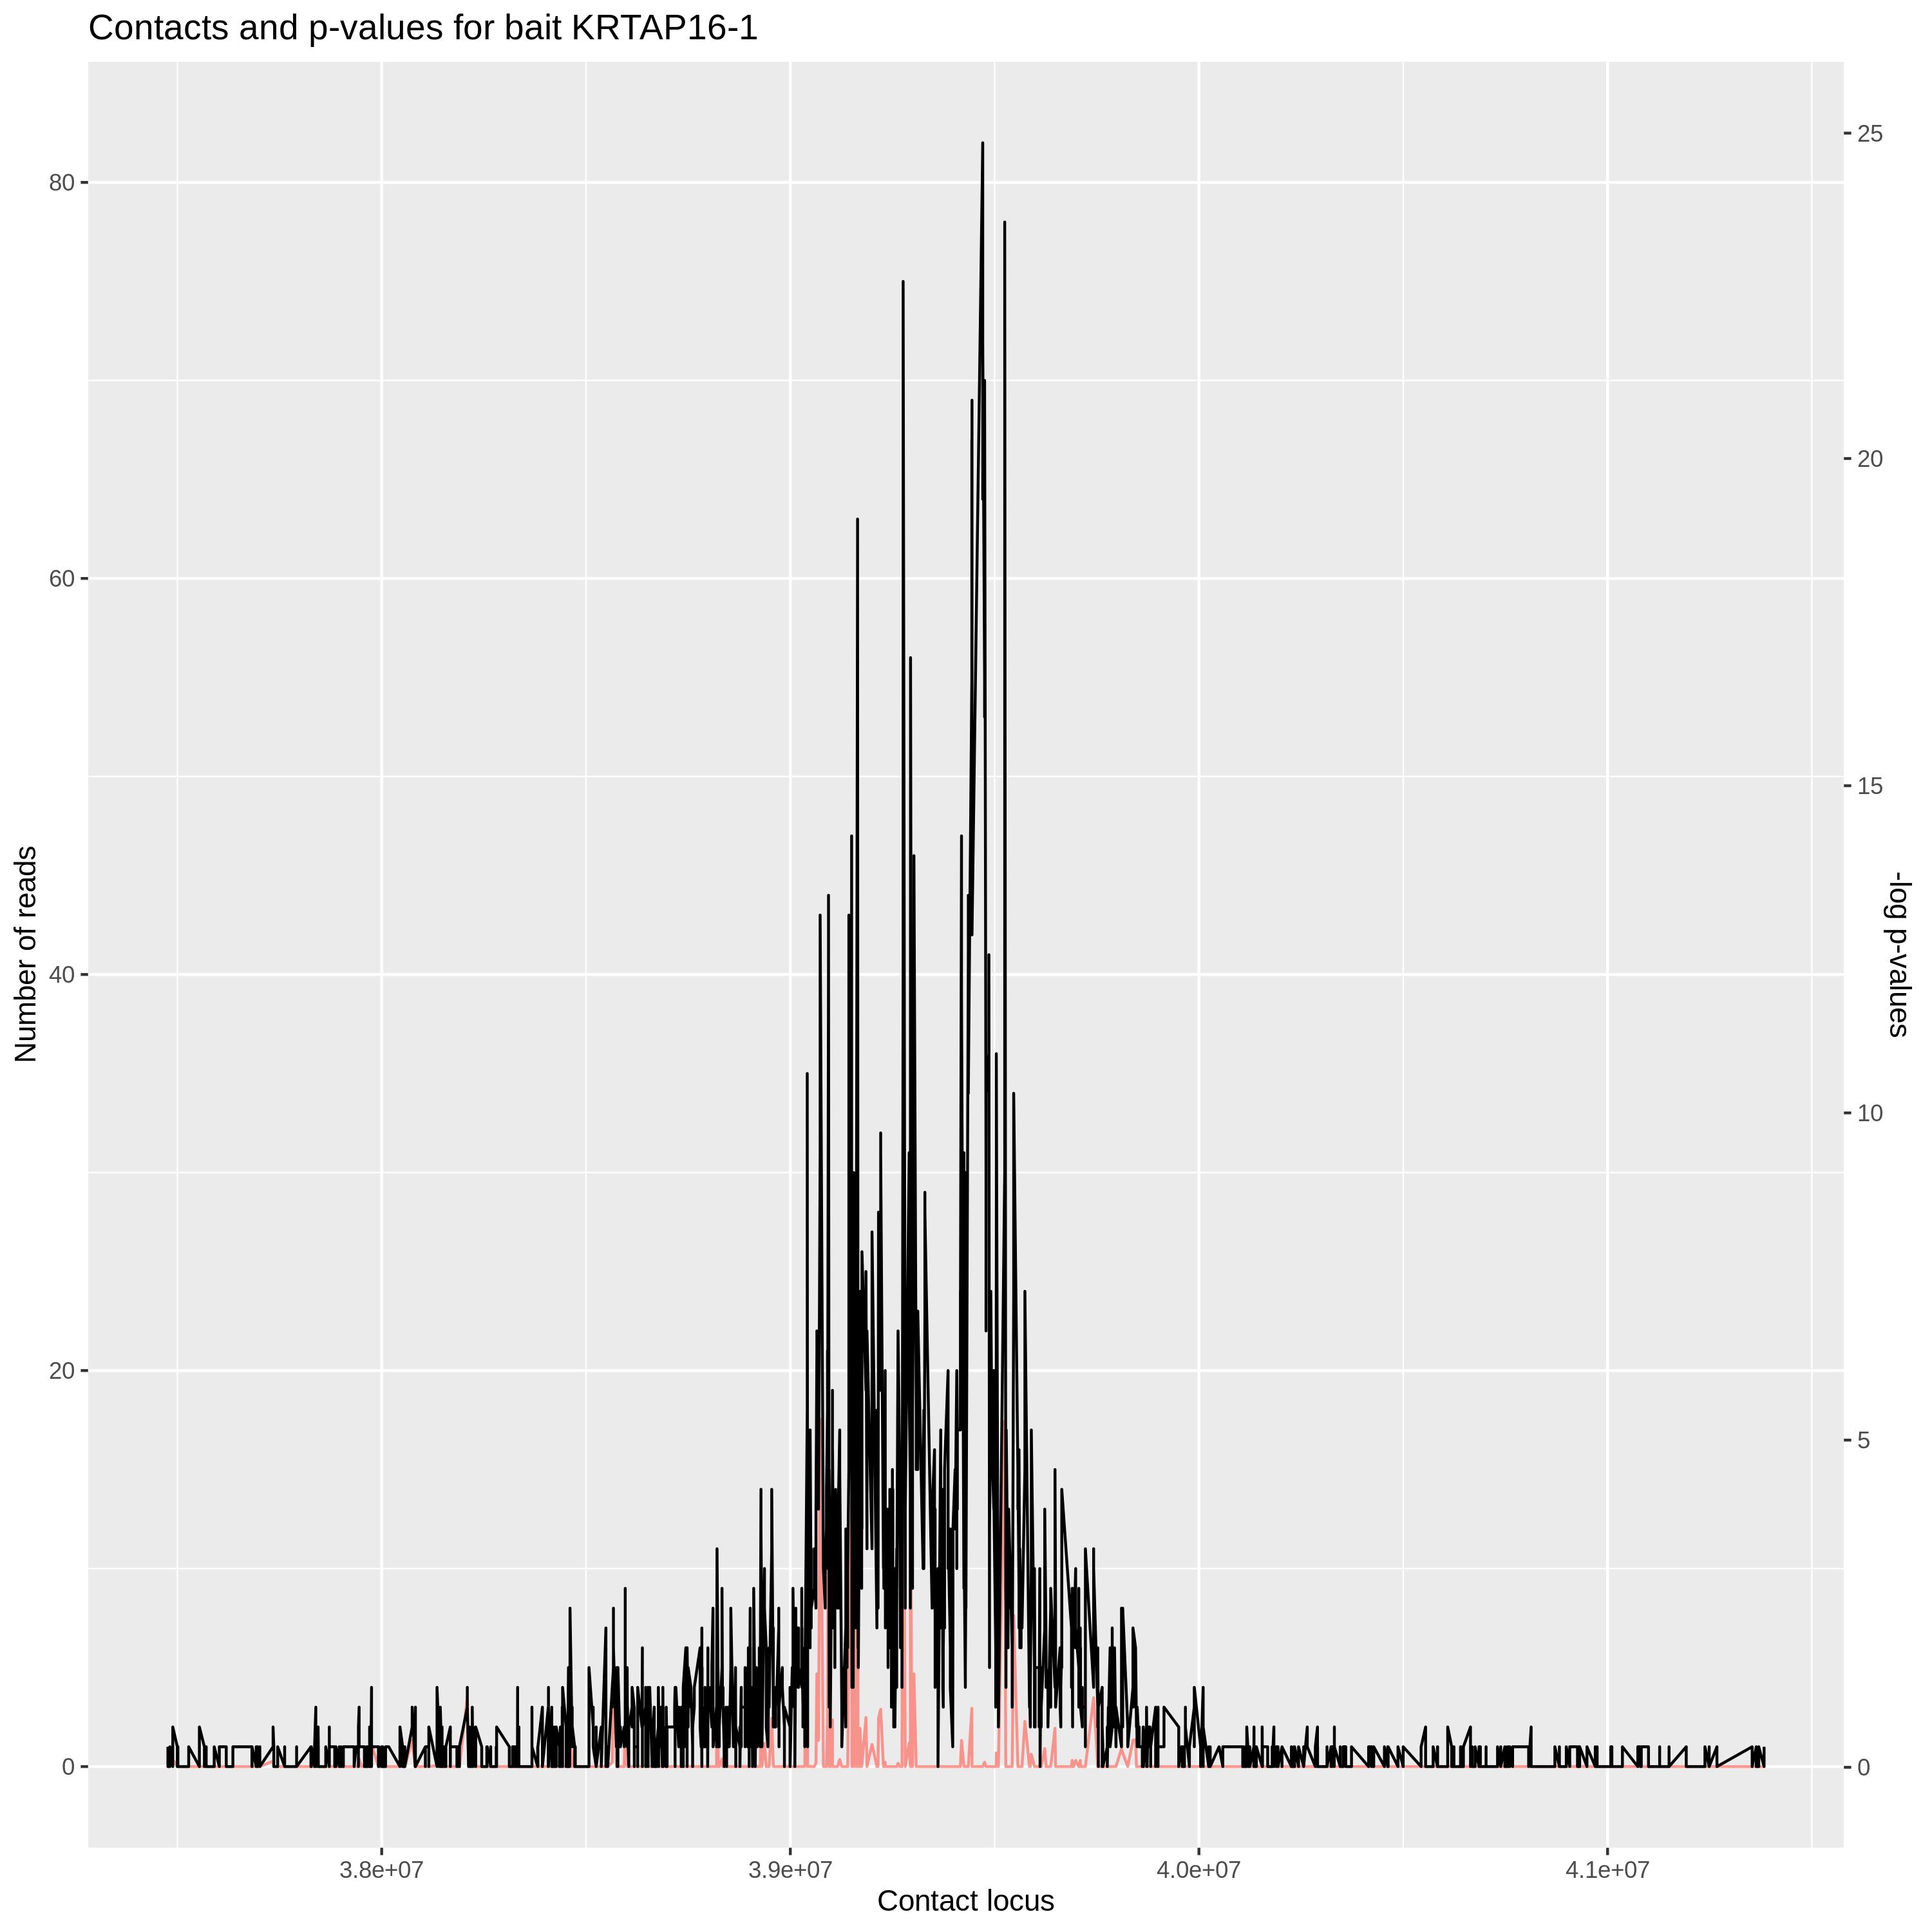 Contacts and p-values for bait KRTAP16-1
Number of reads
80
60
40
20
0
25
20
15
10
5
0
-log p-values
3.8e+07
3.9e+07
4.0e+07
4.1e+07
Contact locus